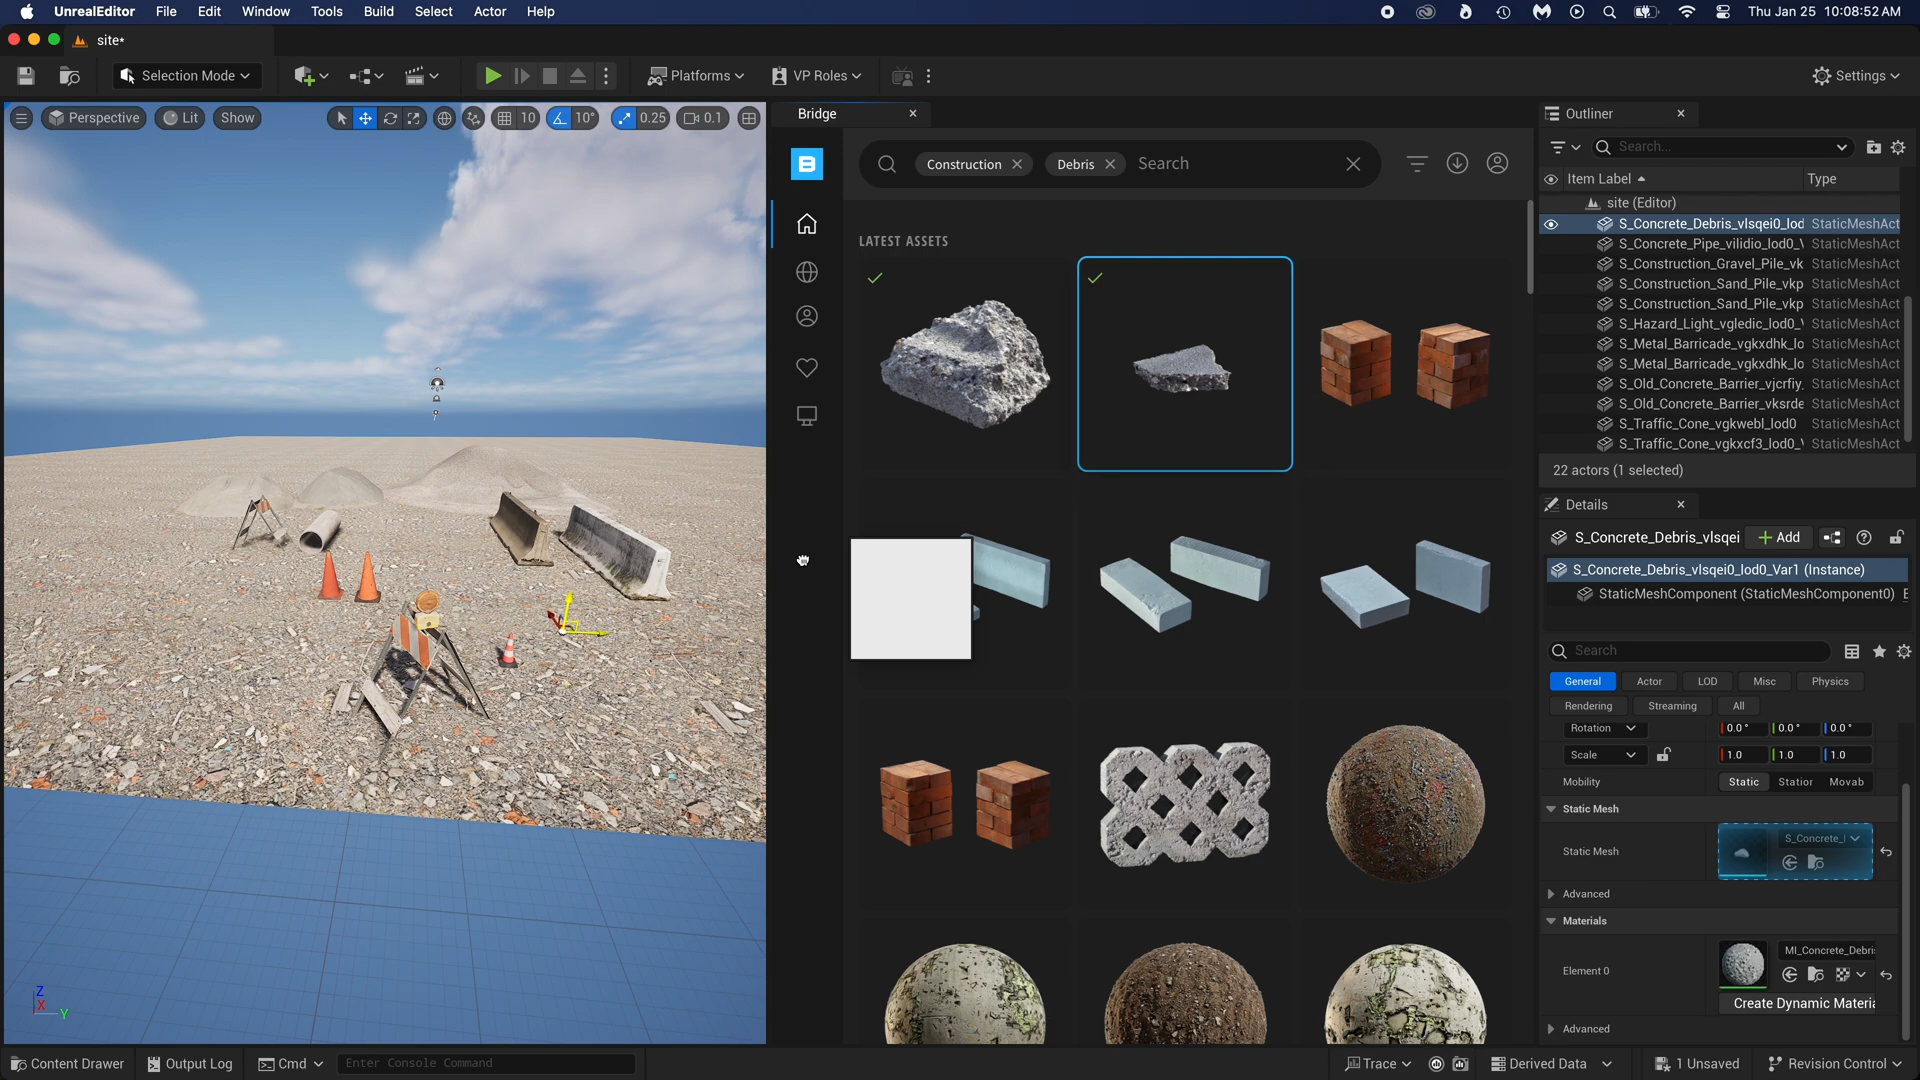 UnrealEditor File Edit Window Tools Build Select Actor Help Thu Jan 25 10:08:52 AM
site*
Selection Mode Platforms VP Roles Settings
Perspective Lit Show 10 10° 0.25 0.1
Bridge
Construction Debris Search
LATEST ASSETS
Outliner
Search...
Item Label Type
site (Editor)
S_Concrete_Debris_vlsqei0_lod StaticMeshAct
S_Concrete_Pipe_vilidio_lod0_\ StaticMeshAct
S_Construction_Gravel_Pile_vk StaticMeshAct
S_Construction_Sand_Pile_vkp StaticMeshAct
S_Construction_Sand_Pile_vkp StaticMeshAct
S_Hazard_Light_vgledic_lod0_\ StaticMeshAct
S_Metal_Barricade_vgkxdhk_lo StaticMeshAct
S_Metal_Barricade_vgkxdhk_lo StaticMeshAct
S_Old_Concrete_Barrier_vjcrfiy_ StaticMeshAct
S_Old_Concrete_Barrier_vksrde StaticMeshAct
S_Traffic_Cone_vgkwebl_lod0 StaticMeshAct
S_Traffic_Cone_vgkxcf3_lod0_\ StaticMeshAct
22 actors (1 selected)
Details
S_Concrete_Debris_vlsqei + Add
S_Concrete_Debris_vlsqei0_lod0_Var1 (Instance)
StaticMeshComponent (StaticMeshComponent0) E
Search
General Actor LOD Misc Physics
Rendering Streaming All
Rotation 0.0° 0.0° 0.0°
Scale 1.0 1.0 1.0
Mobility Static Station Movab
Static Mesh
Static Mesh S_Concrete_I
Advanced
Materials
Element 0 MI_Concrete_Debris
Create Dynamic Materia
Advanced
Z
X
Y
Content Drawer Output Log Cmd Enter Console Command Trace Derived Data 1 Unsaved Revision Control